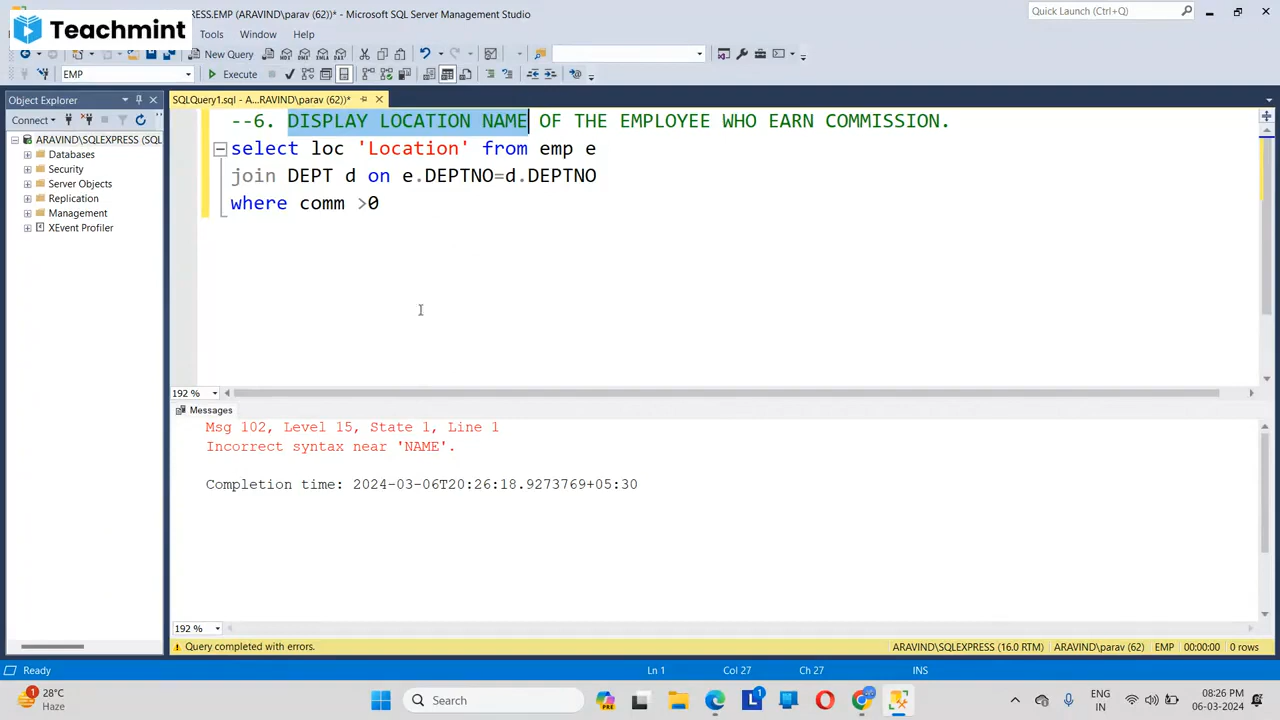 RESS.EMP (ARAVIND\parav (62))* - Microsoft SQL Server Management Studio
Quick Launch (Ctrl+Q)
Teachmint
Tools Window Help
New Query
EMP
Execute
Object Explorer
SQLQuery1.sql - A...RAVIND\parav (62))*
Connect
ARAVIND\SQLEXPRESS (SQL
Databases
Security
Server Objects
Replication
Management
XEvent Profiler
--6. DISPLAY LOCATION NAME OF THE EMPLOYEE WHO EARN COMMISSION.
select loc 'Location' from emp e
join DEPT d on e.DEPTNO=d.DEPTNO
where comm >0
192 %
Messages
Msg 102, Level 15, State 1, Line 1
Incorrect syntax near 'NAME'.
Completion time: 2024-03-06T20:26:18.9273769+05:30
192 %
Query completed with errors.
ARAVIND\SQLEXPRESS (16.0 RTM) ARAVIND\parav (62) EMP 00:00:00 0 rows
Ready
Ln 1 Col 27 Ch 27 INS
1
28°C
Haze
Search
PRE
1
ENG
IN
08:26 PM
06-03-2024